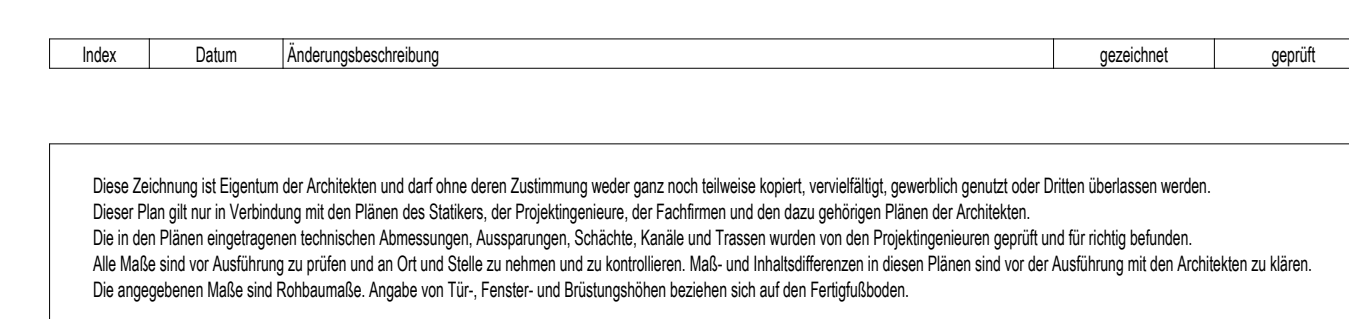 Index Datum Änderungsbeschreibung gezeichnet geprüft
Diese Zeichnung ist Eigentum der Architekten und darf ohne deren Zustimmung weder ganz noch teilweise kopiert, vervielfältigt, gewerblich genutzt oder Dritten überlassen werden.
Dieser Plan gilt nur in Verbindung mit den Plänen des Statikers, der Projektingenieure, der Fachfirmen und den dazu gehörigen Plänen der Architekten.
Die in den Plänen eingetragenen technischen Abmessungen, Aussparungen, Schächte, Kanäle und Trassen wurden von den Projektingenieuren geprüft und für richtig befunden.
Alle Maße sind vor Ausführung zu prüfen und an Ort und Stelle zu nehmen und zu kontrollieren. Maß- und Inhaltsdifferenzen in diesen Plänen sind vor der Ausführung mit den Architekten zu klären.
Die angegebenen Maße sind Rohbaumaße. Angabe von Tür-, Fenster- und Brüstungshöhen beziehen sich auf den Fertigfußboden.